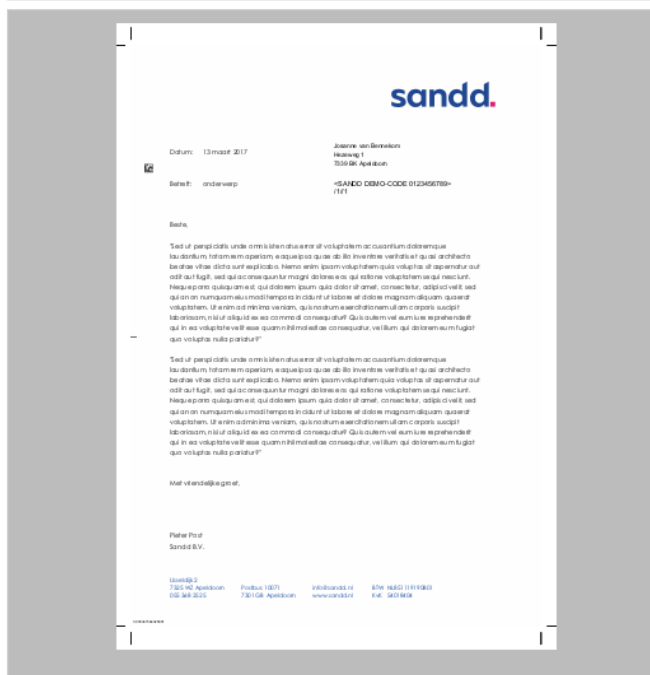 sandd.
Datum: 13 maart 2017
Josanne van Bennekom
Hezeweg 1
7339 BK Apeldoorn
Betreft: onderwerp
<SANDD DEMO-CODE 0123456789>
Beste,
"Sed ut perspiciatis unde omnis iste natus error sit voluptatem accusantium doloremque
laudantium, totam rem aperiam, eaque ipsa quae ab illo inventore veritatis et quasi architecto
beatae vitae dicta sunt explicabo. Nemo enim ipsam voluptatem quia voluptas sit aspernatur aut
odit aut fugit, sed quia consequuntur magni dolores eos qui ratione voluptatem sequi nesciunt.
Neque porro quisquam est, qui dolorem ipsum quia dolor sit amet, consectetur, adipisci velit, sed
quia non numquam eius modi tempora incidunt ut labore et dolore magnam aliquam quaerat
voluptatem. Ut enim ad minima veniam, quis nostrum exercitationem ullam corporis suscipit
laboriosam, nisi ut aliquid ex ea commodi consequatur? Quis autem vel eum iure reprehenderit
qui in ea voluptate velit esse quam nihil molestiae consequatur, vel illum qui dolorem eum fugiat
quo voluptas nulla pariatur?"
"Sed ut perspiciatis unde omnis iste natus error sit voluptatem accusantium doloremque
laudantium, totam rem aperiam, eaque ipsa quae ab illo inventore veritatis et quasi architecto
beatae vitae dicta sunt explicabo. Nemo enim ipsam voluptatem quia voluptas sit aspernatur aut
odit aut fugit, sed quia consequuntur magni dolores eos qui ratione voluptatem sequi nesciunt.
Neque porro quisquam est, qui dolorem ipsum quia dolor sit amet, consectetur, adipisci velit, sed
quia non numquam eius modi tempora incidunt ut labore et dolore magnam aliquam quaerat
voluptatem. Ut enim ad minima veniam, quis nostrum exercitationem ullam corporis suscipit
laboriosam, nisi ut aliquid ex ea commodi consequatur? Quis autem vel eum iure reprehenderit
qui in ea voluptate velit esse quam nihil molestiae consequatur, vel illum qui dolorem eum fugiat
quo voluptas nulla pariatur?"
Met vriendelijke groet,
Pieter Post
Sandd B.V.
IJseldijk 2
7325 WZ Apeldoorn Postbus 10071 info@sandd.nl BTW
7301 GB Apeldoorn www.sandd.nl KvK